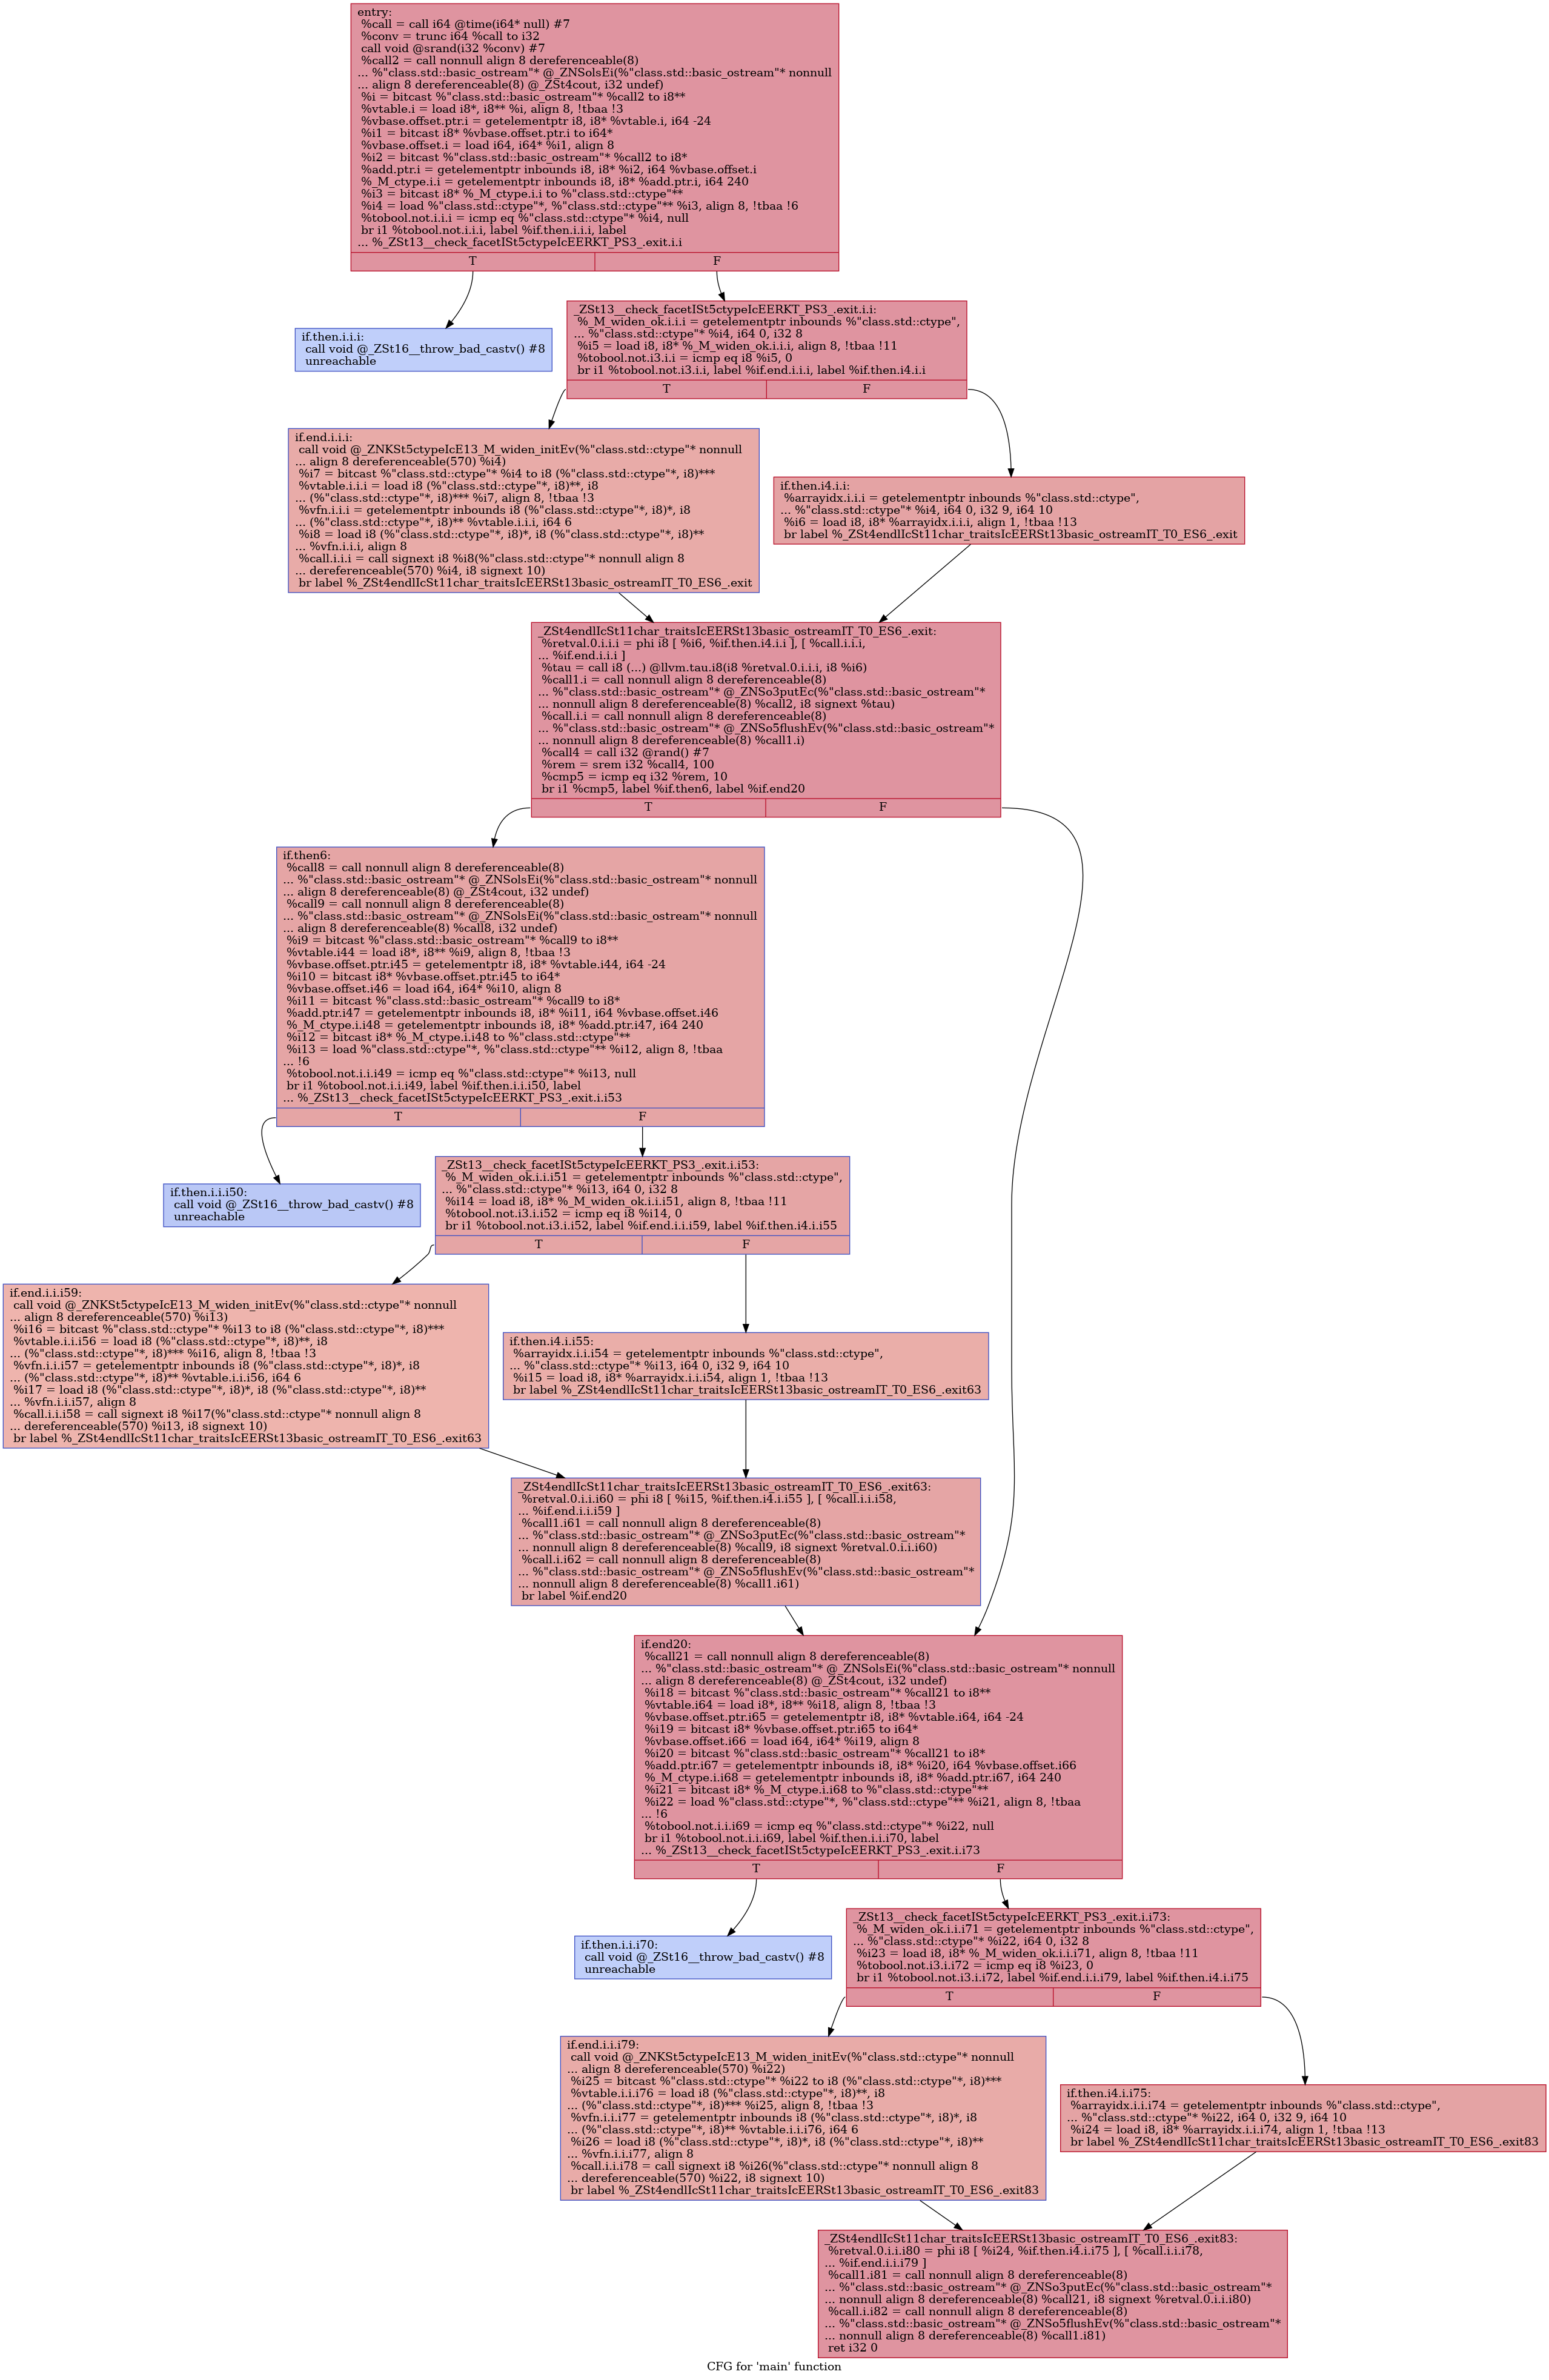 entry:
%call = call i64 @time(i64* null) #7
%conv = trunc i64 %call to i32
call void @srand(i32 %conv) #7
%call2 = call nonnull align 8 dereferenceable(8)
... %"class.std::basic_ostream"* @_ZNSolsEi(%"class.std::basic_ostream"* nonnull
... align 8 dereferenceable(8) @_ZSt4cout, i32 undef)
%i = bitcast %"class.std::basic_ostream"* %call2 to i8**
%vtable.i = load i8*, i8** %i, align 8, !tbaa !3
%vbase.offset.ptr.i = getelementptr i8, i8* %vtable.i, i64 -24
%i1 = bitcast i8* %vbase.offset.ptr.i to i64*
%vbase.offset.i = load i64, i64* %i1, align 8
%i2 = bitcast %"class.std::basic_ostream"* %call2 to i8*
%add.ptr.i = getelementptr inbounds i8, i8* %i2, i64 %vbase.offset.i
%_M_ctype.i.i = getelementptr inbounds i8, i8* %add.ptr.i, i64 240
%i3 = bitcast i8* %_M_ctype.i.i to %"class.std::ctype"**
%i4 = load %"class.std::ctype"*, %"class.std::ctype"** %i3, align 8, !tbaa !6
%tobool.not.i.i.i = icmp eq %"class.std::ctype"* %i4, null
br i1 %tobool.not.i.i.i, label %if.then.i.i.i, label
... %_ZSt13__check_facetISt5ctypeIcEERKT_PS3_.exit.i.i
T F
if.then.i.i.i:
call void @_ZSt16__throw_bad_castv() #8
unreachable
_ZSt13__check_facetISt5ctypeIcEERKT_PS3_.exit.i.i:
%_M_widen_ok.i.i.i = getelementptr inbounds %"class.std::ctype",
... %"class.std::ctype"* %i4, i64 0, i32 8
%i5 = load i8, i8* %_M_widen_ok.i.i.i, align 8, !tbaa !11
%tobool.not.i3.i.i = icmp eq i8 %i5, 0
br i1 %tobool.not.i3.i.i, label %if.end.i.i.i, label %if.then.i4.i.i
T F
if.end.i.i.i:
call void @_ZNKSt5ctypeIcE13_M_widen_initEv(%"class.std::ctype"* nonnull
... align 8 dereferenceable(570) %i4)
%i7 = bitcast %"class.std::ctype"* %i4 to i8 (%"class.std::ctype"*, i8)***
%vtable.i.i.i = load i8 (%"class.std::ctype"*, i8)**, i8
... (%"class.std::ctype"*, i8)*** %i7, align 8, !tbaa !3
%vfn.i.i.i = getelementptr inbounds i8 (%"class.std::ctype"*, i8)*, i8
... (%"class.std::ctype"*, i8)** %vtable.i.i.i, i64 6
%i8 = load i8 (%"class.std::ctype"*, i8)*, i8 (%"class.std::ctype"*, i8)**
... %vfn.i.i.i, align 8
%call.i.i.i = call signext i8 %i8(%"class.std::ctype"* nonnull align 8
... dereferenceable(570) %i4, i8 signext 10)
br label %_ZSt4endlIcSt11char_traitsIcEERSt13basic_ostreamIT_T0_ES6_.exit
if.then.i4.i.i:
%arrayidx.i.i.i = getelementptr inbounds %"class.std::ctype",
... %"class.std::ctype"* %i4, i64 0, i32 9, i64 10
%i6 = load i8, i8* %arrayidx.i.i.i, align 1, !tbaa !13
br label %_ZSt4endlIcSt11char_traitsIcEERSt13basic_ostreamIT_T0_ES6_.exit
_ZSt4endlIcSt11char_traitsIcEERSt13basic_ostreamIT_T0_ES6_.exit:
%retval.0.i.i.i = phi i8 [ %i6, %if.then.i4.i.i ], [ %call.i.i.i,
... %if.end.i.i.i ]
%tau = call i8 (...) @llvm.tau.i8(i8 %retval.0.i.i.i, i8 %i6)
%call1.i = call nonnull align 8 dereferenceable(8)
... %"class.std::basic_ostream"* @_ZNSo3putEc(%"class.std::basic_ostream"*
... nonnull align 8 dereferenceable(8) %call2, i8 signext %tau)
%call.i.i = call nonnull align 8 dereferenceable(8)
... %"class.std::basic_ostream"* @_ZNSo5flushEv(%"class.std::basic_ostream"*
... nonnull align 8 dereferenceable(8) %call1.i)
%call4 = call i32 @rand() #7
%rem = srem i32 %call4, 100
%cmp5 = icmp eq i32 %rem, 10
br i1 %cmp5, label %if.then6, label %if.end20
T F
if.then6:
%call8 = call nonnull align 8 dereferenceable(8)
... %"class.std::basic_ostream"* @_ZNSolsEi(%"class.std::basic_ostream"* nonnull
... align 8 dereferenceable(8) @_ZSt4cout, i32 undef)
%call9 = call nonnull align 8 dereferenceable(8)
... %"class.std::basic_ostream"* @_ZNSolsEi(%"class.std::basic_ostream"* nonnull
... align 8 dereferenceable(8) %call8, i32 undef)
%i9 = bitcast %"class.std::basic_ostream"* %call9 to i8**
%vtable.i44 = load i8*, i8** %i9, align 8, !tbaa !3
%vbase.offset.ptr.i45 = getelementptr i8, i8* %vtable.i44, i64 -24
%i10 = bitcast i8* %vbase.offset.ptr.i45 to i64*
%vbase.offset.i46 = load i64, i64* %i10, align 8
%i11 = bitcast %"class.std::basic_ostream"* %call9 to i8*
%add.ptr.i47 = getelementptr inbounds i8, i8* %i11, i64 %vbase.offset.i46
%_M_ctype.i.i48 = getelementptr inbounds i8, i8* %add.ptr.i47, i64 240
%i12 = bitcast i8* %_M_ctype.i.i48 to %"class.std::ctype"**
%i13 = load %"class.std::ctype"*, %"class.std::ctype"** %i12, align 8, !tbaa
... !6
%tobool.not.i.i.i49 = icmp eq %"class.std::ctype"* %i13, null
br i1 %tobool.not.i.i.i49, label %if.then.i.i.i50, label
... %_ZSt13__check_facetISt5ctypeIcEERKT_PS3_.exit.i.i53
T F
if.then.i.i.i50:
call void @_ZSt16__throw_bad_castv() #8
unreachable
_ZSt13__check_facetISt5ctypeIcEERKT_PS3_.exit.i.i53:
%_M_widen_ok.i.i.i51 = getelementptr inbounds %"class.std::ctype",
... %"class.std::ctype"* %i13, i64 0, i32 8
%i14 = load i8, i8* %_M_widen_ok.i.i.i51, align 8, !tbaa !11
%tobool.not.i3.i.i52 = icmp eq i8 %i14, 0
br i1 %tobool.not.i3.i.i52, label %if.end.i.i.i59, label %if.then.i4.i.i55
T F
if.end.i.i.i59:
call void @_ZNKSt5ctypeIcE13_M_widen_initEv(%"class.std::ctype"* nonnull
... align 8 dereferenceable(570) %i13)
%i16 = bitcast %"class.std::ctype"* %i13 to i8 (%"class.std::ctype"*, i8)***
%vtable.i.i.i56 = load i8 (%"class.std::ctype"*, i8)**, i8
... (%"class.std::ctype"*, i8)*** %i16, align 8, !tbaa !3
%vfn.i.i.i57 = getelementptr inbounds i8 (%"class.std::ctype"*, i8)*, i8
... (%"class.std::ctype"*, i8)** %vtable.i.i.i56, i64 6
%i17 = load i8 (%"class.std::ctype"*, i8)*, i8 (%"class.std::ctype"*, i8)**
... %vfn.i.i.i57, align 8
%call.i.i.i58 = call signext i8 %i17(%"class.std::ctype"* nonnull align 8
... dereferenceable(570) %i13, i8 signext 10)
br label %_ZSt4endlIcSt11char_traitsIcEERSt13basic_ostreamIT_T0_ES6_.exit63
if.then.i4.i.i55:
%arrayidx.i.i.i54 = getelementptr inbounds %"class.std::ctype",
... %"class.std::ctype"* %i13, i64 0, i32 9, i64 10
%i15 = load i8, i8* %arrayidx.i.i.i54, align 1, !tbaa !13
br label %_ZSt4endlIcSt11char_traitsIcEERSt13basic_ostreamIT_T0_ES6_.exit63
_ZSt4endlIcSt11char_traitsIcEERSt13basic_ostreamIT_T0_ES6_.exit63:
%retval.0.i.i.i60 = phi i8 [ %i15, %if.then.i4.i.i55 ], [ %call.i.i.i58,
... %if.end.i.i.i59 ]
%call1.i61 = call nonnull align 8 dereferenceable(8)
... %"class.std::basic_ostream"* @_ZNSo3putEc(%"class.std::basic_ostream"*
... nonnull align 8 dereferenceable(8) %call9, i8 signext %retval.0.i.i.i60)
%call.i.i62 = call nonnull align 8 dereferenceable(8)
... %"class.std::basic_ostream"* @_ZNSo5flushEv(%"class.std::basic_ostream"*
... nonnull align 8 dereferenceable(8) %call1.i61)
br label %if.end20
if.end20:
%call21 = call nonnull align 8 dereferenceable(8)
... %"class.std::basic_ostream"* @_ZNSolsEi(%"class.std::basic_ostream"* nonnull
... align 8 dereferenceable(8) @_ZSt4cout, i32 undef)
%i18 = bitcast %"class.std::basic_ostream"* %call21 to i8**
%vtable.i64 = load i8*, i8** %i18, align 8, !tbaa !3
%vbase.offset.ptr.i65 = getelementptr i8, i8* %vtable.i64, i64 -24
%i19 = bitcast i8* %vbase.offset.ptr.i65 to i64*
%vbase.offset.i66 = load i64, i64* %i19, align 8
%i20 = bitcast %"class.std::basic_ostream"* %call21 to i8*
%add.ptr.i67 = getelementptr inbounds i8, i8* %i20, i64 %vbase.offset.i66
%_M_ctype.i.i68 = getelementptr inbounds i8, i8* %add.ptr.i67, i64 240
%i21 = bitcast i8* %_M_ctype.i.i68 to %"class.std::ctype"**
%i22 = load %"class.std::ctype"*, %"class.std::ctype"** %i21, align 8, !tbaa
... !6
%tobool.not.i.i.i69 = icmp eq %"class.std::ctype"* %i22, null
br i1 %tobool.not.i.i.i69, label %if.then.i.i.i70, label
... %_ZSt13__check_facetISt5ctypeIcEERKT_PS3_.exit.i.i73
T F
if.then.i.i.i70:
call void @_ZSt16__throw_bad_castv() #8
unreachable
_ZSt13__check_facetISt5ctypeIcEERKT_PS3_.exit.i.i73:
%_M_widen_ok.i.i.i71 = getelementptr inbounds %"class.std::ctype",
... %"class.std::ctype"* %i22, i64 0, i32 8
%i23 = load i8, i8* %_M_widen_ok.i.i.i71, align 8, !tbaa !11
%tobool.not.i3.i.i72 = icmp eq i8 %i23, 0
br i1 %tobool.not.i3.i.i72, label %if.end.i.i.i79, label %if.then.i4.i.i75
T F
if.end.i.i.i79:
call void @_ZNKSt5ctypeIcE13_M_widen_initEv(%"class.std::ctype"* nonnull
... align 8 dereferenceable(570) %i22)
%i25 = bitcast %"class.std::ctype"* %i22 to i8 (%"class.std::ctype"*, i8)***
%vtable.i.i.i76 = load i8 (%"class.std::ctype"*, i8)**, i8
... (%"class.std::ctype"*, i8)*** %i25, align 8, !tbaa !3
%vfn.i.i.i77 = getelementptr inbounds i8 (%"class.std::ctype"*, i8)*, i8
... (%"class.std::ctype"*, i8)** %vtable.i.i.i76, i64 6
%i26 = load i8 (%"class.std::ctype"*, i8)*, i8 (%"class.std::ctype"*, i8)**
... %vfn.i.i.i77, align 8
%call.i.i.i78 = call signext i8 %i26(%"class.std::ctype"* nonnull align 8
... dereferenceable(570) %i22, i8 signext 10)
br label %_ZSt4endlIcSt11char_traitsIcEERSt13basic_ostreamIT_T0_ES6_.exit83
if.then.i4.i.i75:
%arrayidx.i.i.i74 = getelementptr inbounds %"class.std::ctype",
... %"class.std::ctype"* %i22, i64 0, i32 9, i64 10
%i24 = load i8, i8* %arrayidx.i.i.i74, align 1, !tbaa !13
br label %_ZSt4endlIcSt11char_traitsIcEERSt13basic_ostreamIT_T0_ES6_.exit83
_ZSt4endlIcSt11char_traitsIcEERSt13basic_ostreamIT_T0_ES6_.exit83:
%retval.0.i.i.i80 = phi i8 [ %i24, %if.then.i4.i.i75 ], [ %call.i.i.i78,
... %if.end.i.i.i79 ]
%call1.i81 = call nonnull align 8 dereferenceable(8)
... %"class.std::basic_ostream"* @_ZNSo3putEc(%"class.std::basic_ostream"*
... nonnull align 8 dereferenceable(8) %call21, i8 signext %retval.0.i.i.i80)
%call.i.i82 = call nonnull align 8 dereferenceable(8)
... %"class.std::basic_ostream"* @_ZNSo5flushEv(%"class.std::basic_ostream"*
... nonnull align 8 dereferenceable(8) %call1.i81)
ret i32 0
CFG for 'main' function